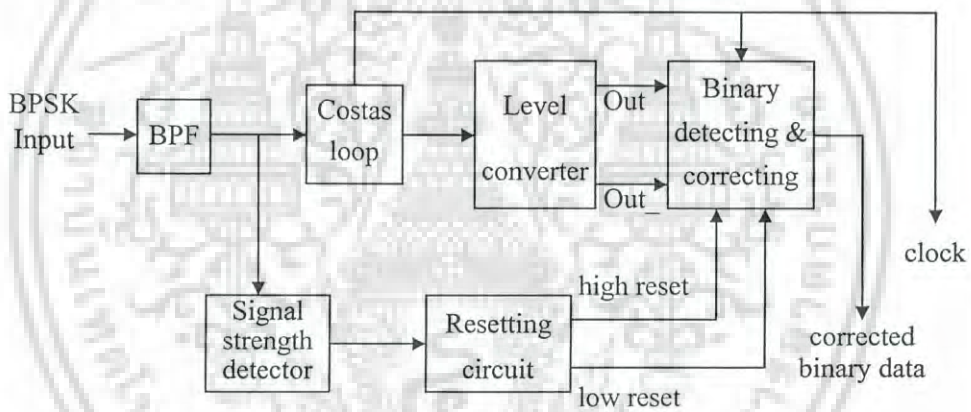 BPSK
Input
BPF
Costas
loop
Level
converter
Out
Out_
Binary
detecting &
correcting
clock
Signal
strength
detector
Resetting
circuit
high reset
low reset
corrected
binary data